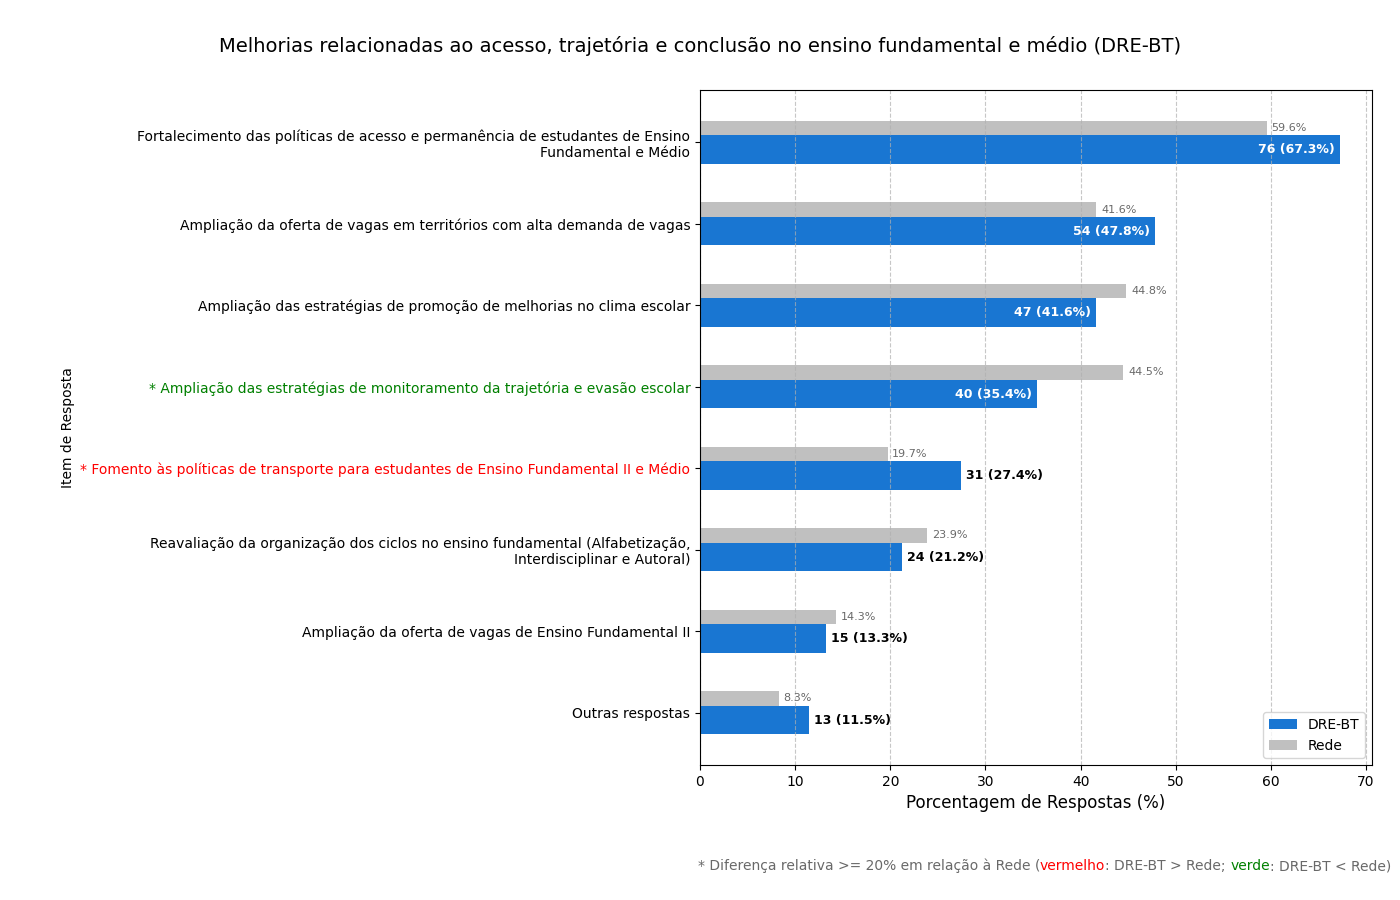 Melhorias relacionadas ao acesso, trajetória e conclusão no ensino fundamental e médio (DRE-BT)
Item de Resposta
Fortalecimento das políticas de acesso e permanência de estudantes de Ensino
Fundamental e Médio
59.6%
76 (67.3%)
Ampliação da oferta de vagas em territórios com alta demanda de vagas
41.6%
54 (47.8%)
Ampliação das estratégias de promoção de melhorias no clima escolar
44.8%
47 (41.6%)
* Ampliação das estratégias de monitoramento da trajetória e evasão escolar
44.5%
40 (35.4%)
* Fomento às políticas de transporte para estudantes de Ensino Fundamental II e Médio
19.7%
31 (27.4%)
Reavaliação da organização dos ciclos no ensino fundamental (Alfabetização,
Interdisciplinar e Autoral)
23.9%
24 (21.2%)
Ampliação da oferta de vagas de Ensino Fundamental II
14.3%
15 (13.3%)
Outras respostas
8.3%
13 (11.5%)
DRE-BT
Rede
0 10 20 30 40 50 60 70
Porcentagem de Respostas (%)
* Diferença relativa >= 20% em relação à Rede (vermelho: DRE-BT > Rede; verde: DRE-BT < Rede)